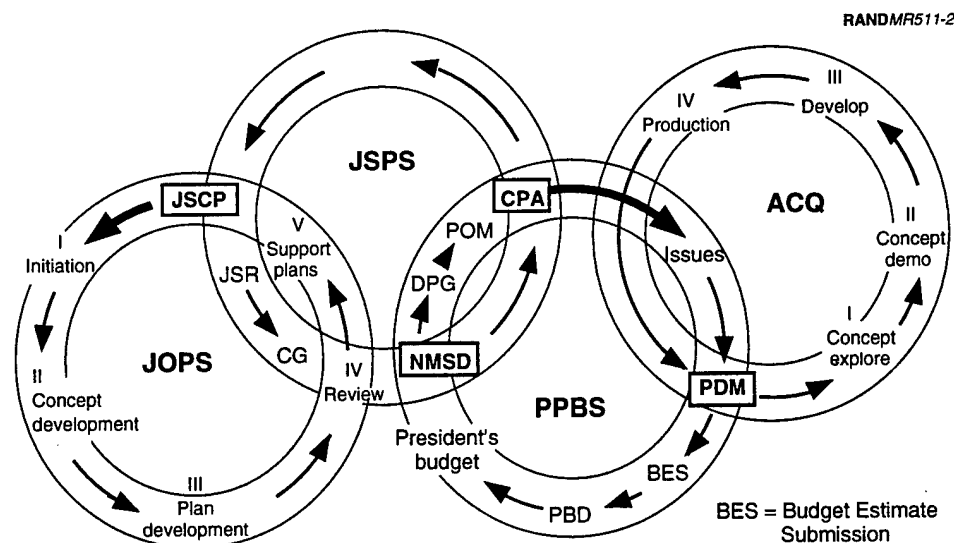 RANDMR511-2
III
Develop
IV
Production
JSPS
ACQ
JSCP
CPA
II
Concept
demo
I
Initiation
V
Support
plans
POM
Issues
JSR
DPG
I
Concept
explore
CG
JOPS
NMSD
IV
Review
PPBS
PDM
II
Concept
development
President's
budget
BES
III
Plan
development
PBD
BES = Budget Estimate
Submission